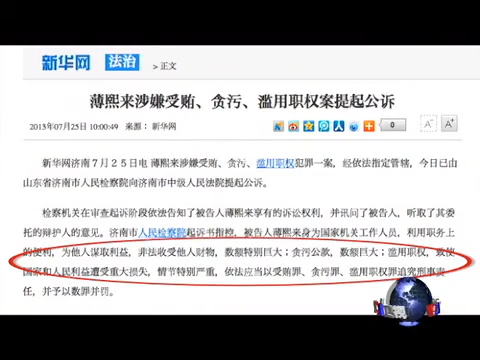 新华网 法治 > 正文
薄熙来涉嫌受贿、贪污、滥用职权案提起公诉
2013年07月25日 10:00:49 来源： 新华网
0
A-
A+
新华网济南７月２５日电 薄熙来涉嫌受贿、贪污、滥用职权犯罪一案，经依法指定管辖，今日已由
山东省济南市人民检察院向济南市中级人民法院提起公诉。
检察机关在审查起诉阶段依法告知了被告人薄熙来享有的诉讼权利，并讯问了被告人，听取了其委
托的辩护人的意见。济南市人民检察院起诉书指控，被告人薄熙来身为国家机关工作人员，利用职务上
的便利，为他人谋取利益，非法收受他人财物，数额特别巨大；贪污公款，数额巨大；滥用职权，致使
国家和人民利益遭受重大损失，情节特别严重，依法应当以受贿罪、贪污罪、滥用职权罪追究刑事责
任，并予以数罪并罚。